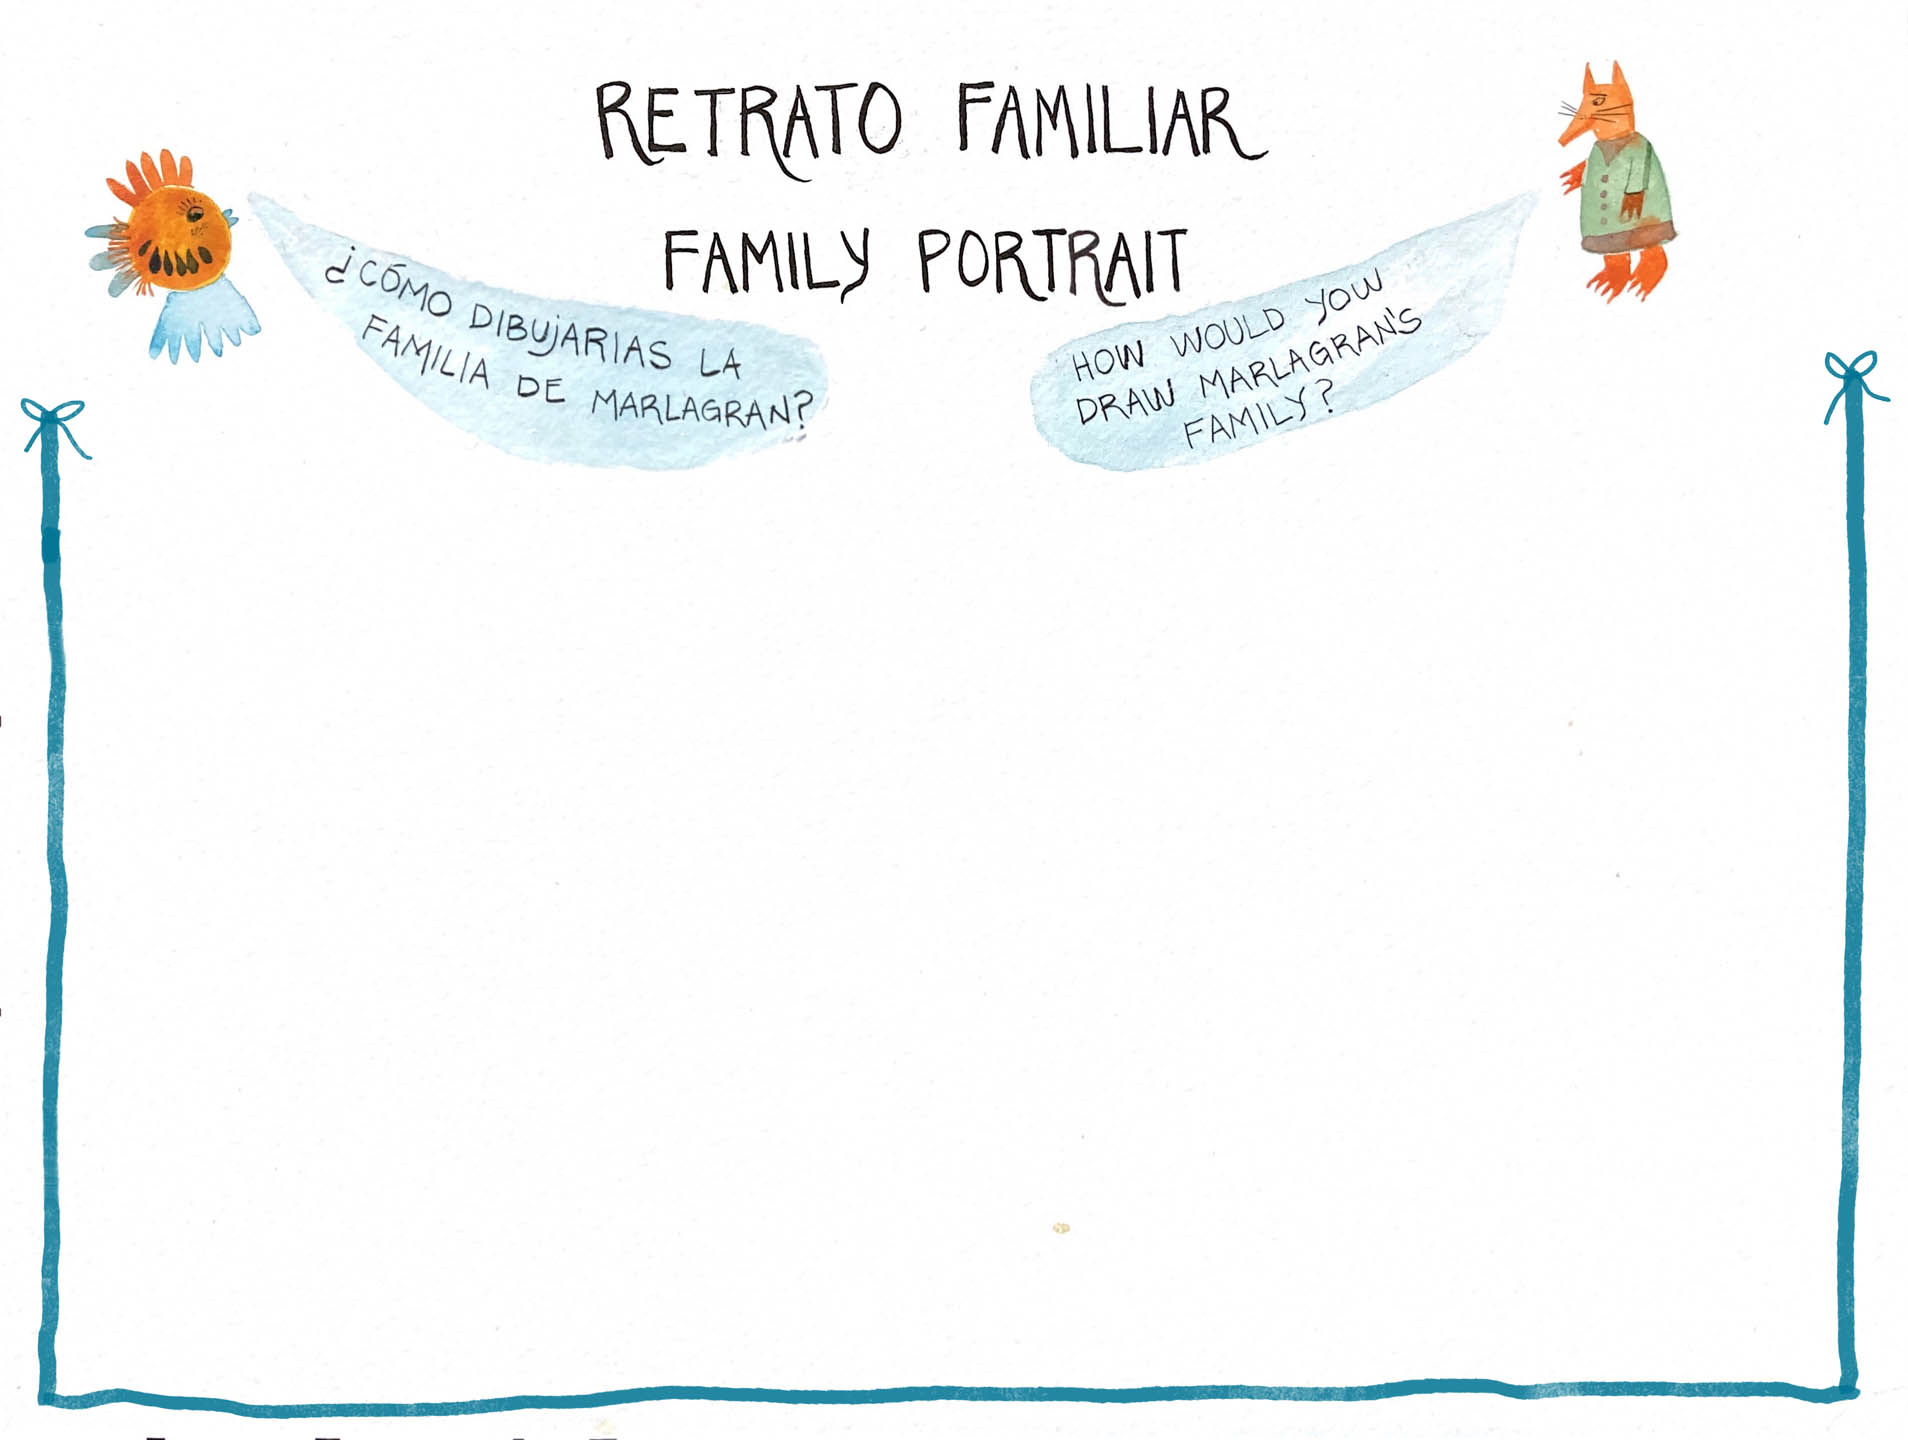 RETRATO FAMILIAR
FAMILY PORTRAIT
¿CÓMO DIBUJARIAS LA
FAMILIA DE MARLAGRAN?
HOW WOULD YOW
DRAW MARLAGRAN'S
FAMILY?